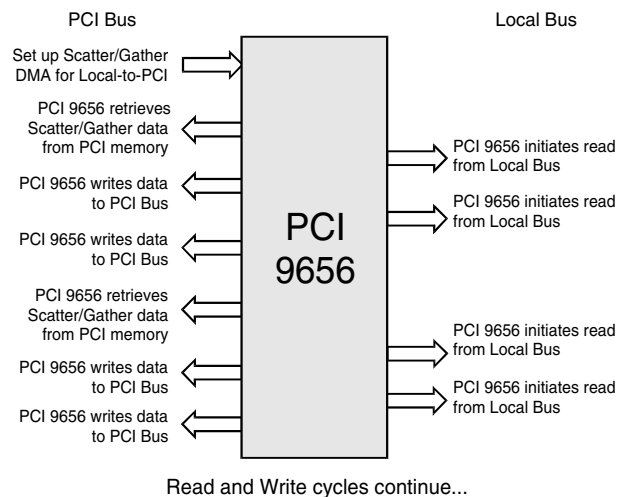 PCI Bus
Local Bus
Set up Scatter/Gather
DMA for Local-to-PCI
PCI 9656 retrieves
Scatter/Gather data
from PCI memory
PCI 9656 initiates read
from Local Bus
PCI 9656 writes data
to PCI Bus
PCI 9656 initiates read
from Local Bus
PCI
9656
PCI 9656 writes data
to PCI Bus
PCI 9656 retrieves
Scatter/Gather data
from PCI memory
PCI 9656 initiates read
from Local Bus
PCI 9656 writes data
to PCI Bus
PCI 9656 initiates read
from Local Bus
PCI 9656 writes data
to PCI Bus
Read and Write cycles continue...